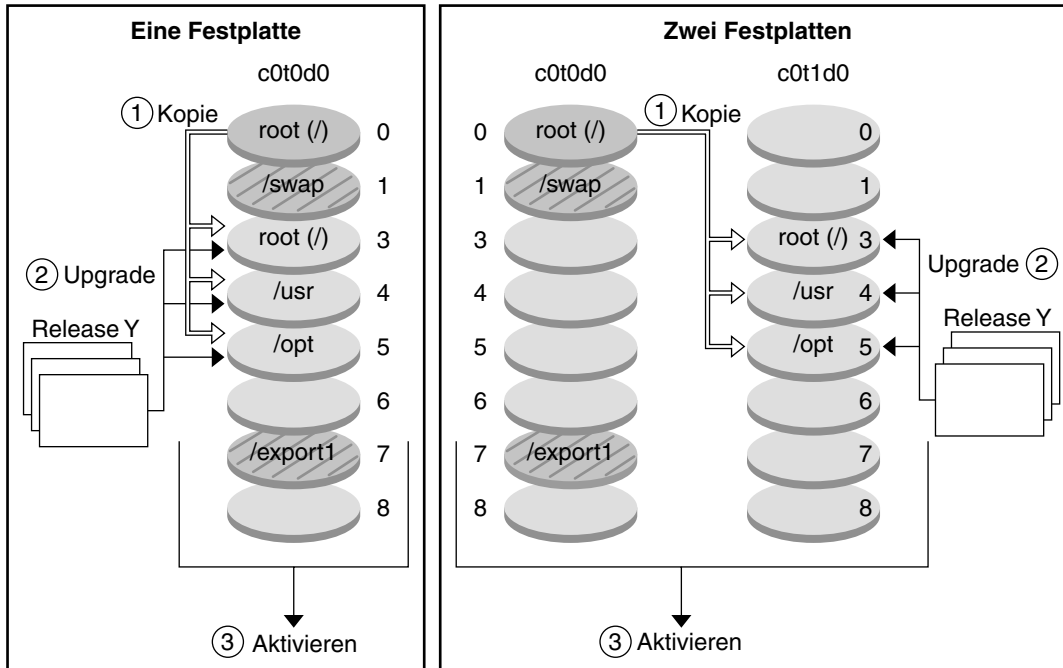 Eine Festplatte
c0t0d0
1 Kopie
root (/) 0
/swap 1
root (/) 3
2 Upgrade
/usr 4
Release Y
/opt 5
6
/export1 7
8
3 Aktivieren
Zwei Festplatten
c0t0d0 c0t1d0
1 Kopie
0 root (/) 0
1 /swap 1
3 root (/) 3
Upgrade 2
4 /usr 4
Release Y
5 /opt 5
6 6
7 /export1 7
8 8
3 Aktivieren